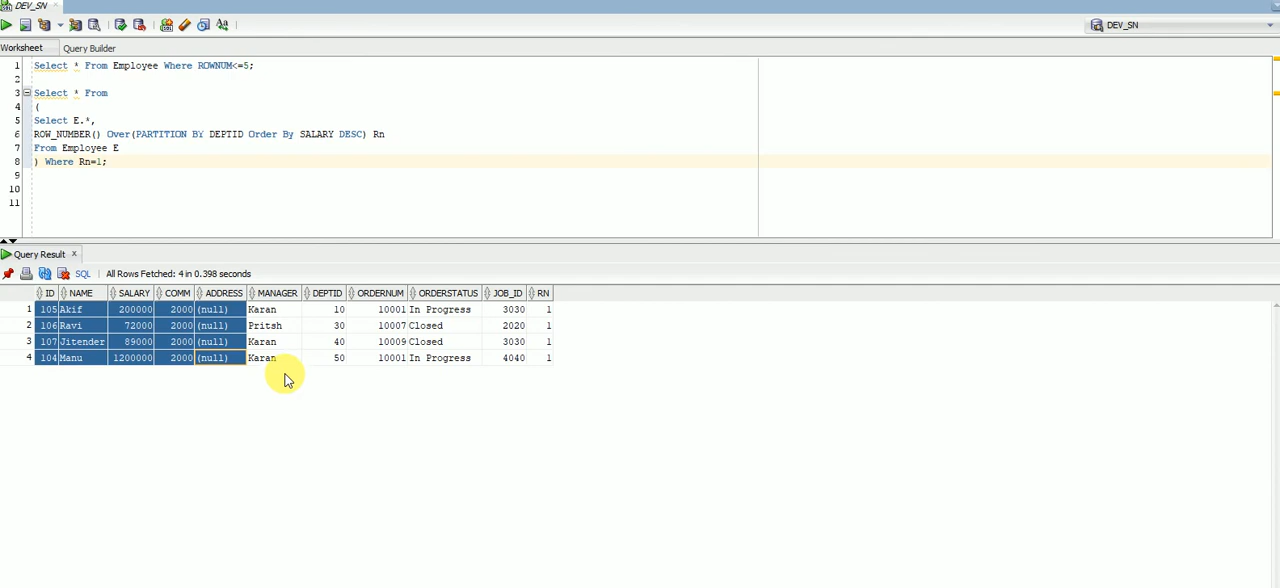 DEV_SN
DEV_SN
Worksheet Query Builder
1 Select * From Employee Where ROWNUM<=5;
2
3 Select * From
4 (
5 Select E.*,
6 ROW_NUMBER() Over(PARTITION BY DEPTID Order By SALARY DESC) Rn
7 From Employee E
8 ) Where Rn=1;
9
10
11
Query Result x
SQL | All Rows Fetched: 4 in 0.398 seconds
ID NAME SALARY COMM ADDRESS MANAGER DEPTID ORDERNUM ORDERSTATUS JOB_ID RN
1 105 Akif 200000 2000 (null) Karan 10 10001 In Progress 3030 1
2 106 Ravi 72000 2000 (null) Pritsh 30 10007 Closed 2020 1
3 107 Jitender 89000 2000 (null) Karan 40 10009 Closed 3030 1
4 104 Manu 1200000 2000 (null) Karan 50 10001 In Progress 4040 1